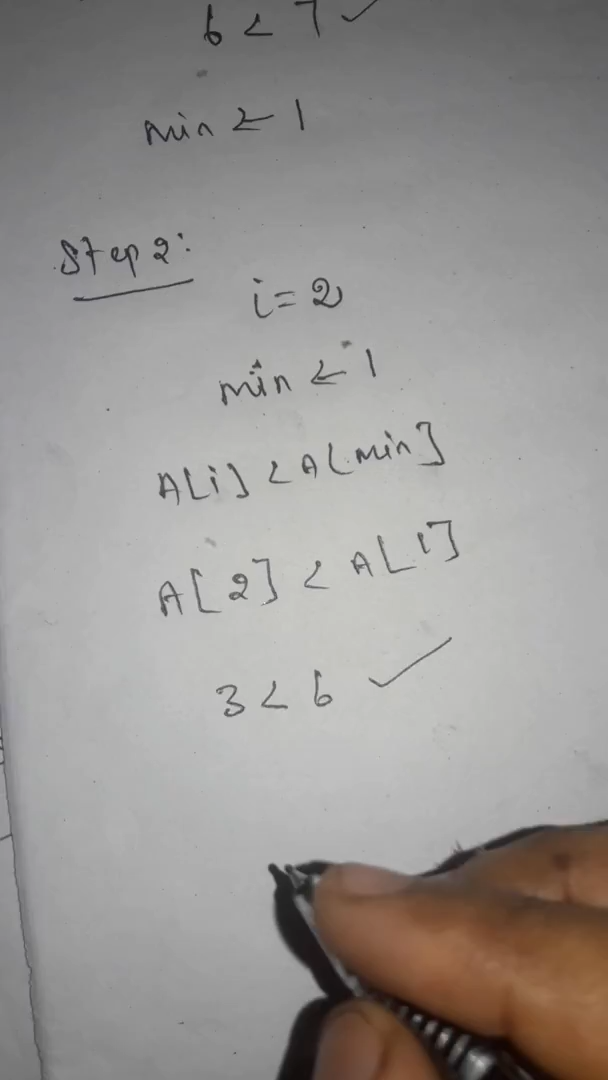 6 < 7 ✓
min ← 1
Step 2:
i = 2
min ← 1
A[i] < A[min]
A[2] < A[1]
3 < 6 ✓